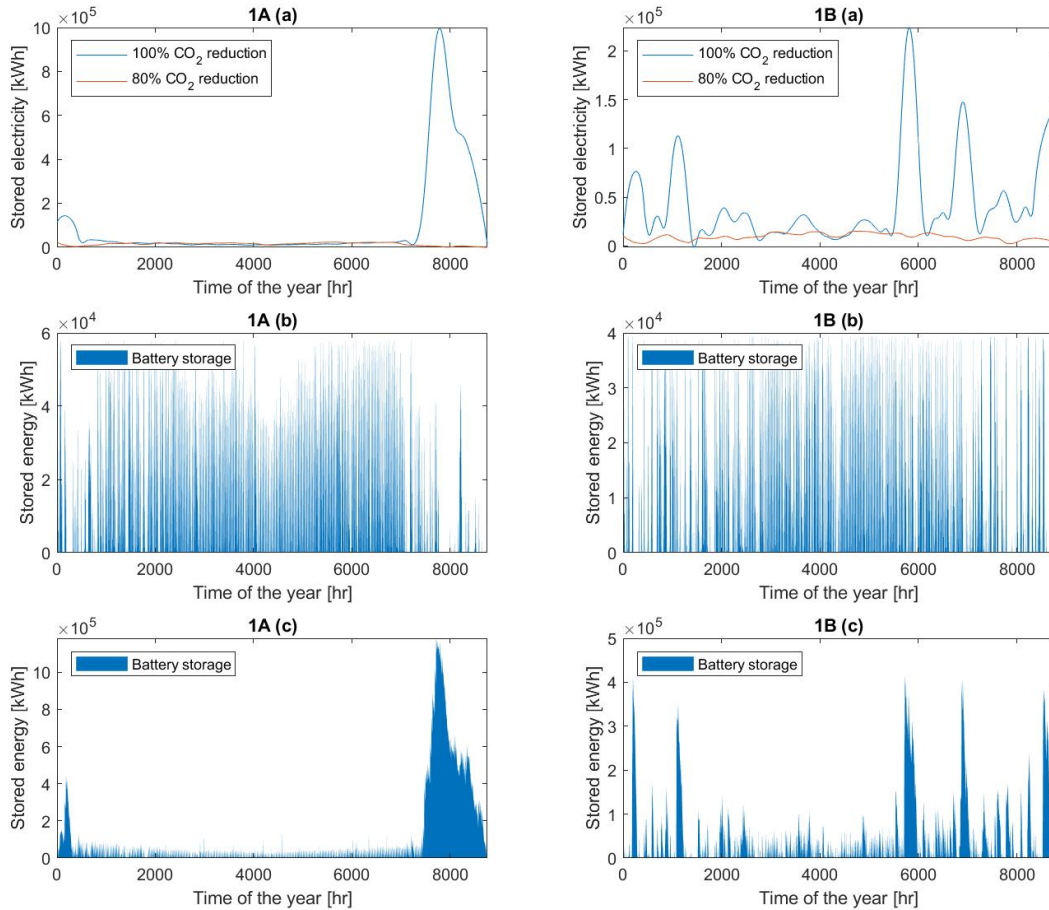 1A (a)
× 10^5
10
8
6
4
2
0
Stored electricity [kWh]
100% CO2 reduction
80% CO2 reduction
0 2000 4000 6000 8000
Time of the year [hr]
1B (a)
× 10^5
2
1.5
1
0.5
0
Stored electricity [kWh]
100% CO2 reduction
80% CO2 reduction
0 2000 4000 6000 8000
Time of the year [hr]
1A (b)
× 10^4
6
4
2
0
Stored energy [kWh]
Battery storage
0 2000 4000 6000 8000
Time of the year [hr]
1B (b)
× 10^4
4
3
2
1
0
Stored energy [kWh]
Battery storage
0 2000 4000 6000 8000
Time of the year [hr]
1A (c)
× 10^5
10
8
6
4
2
0
Stored energy [kWh]
Battery storage
0 2000 4000 6000 8000
Time of the year [hr]
1B (c)
× 10^5
5
4
3
2
1
0
Stored energy [kWh]
Battery storage
0 2000 4000 6000 8000
Time of the year [hr]